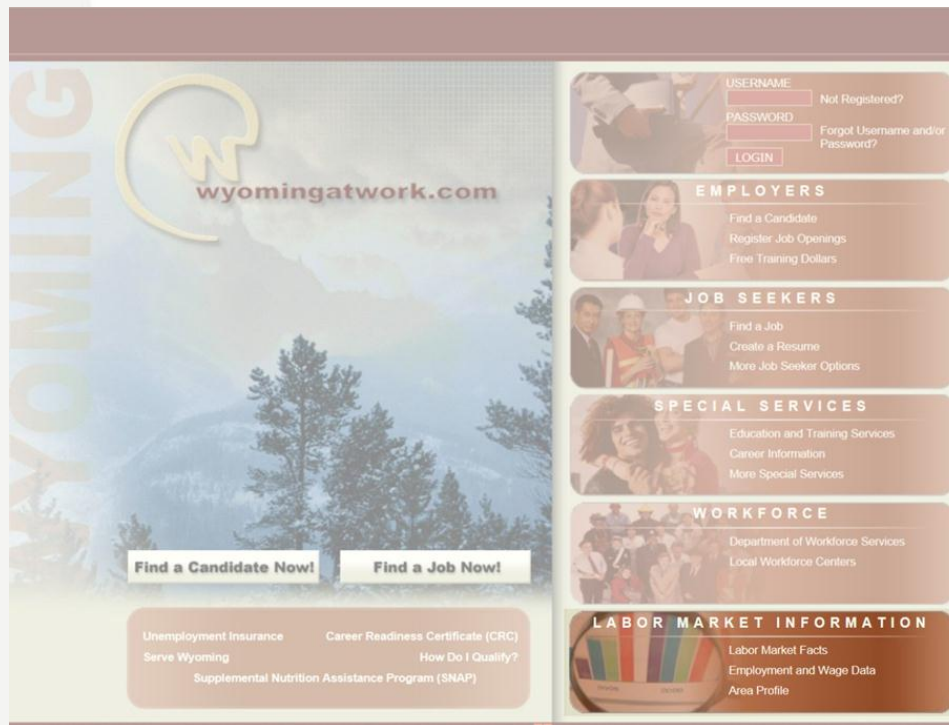 WYOMING
w
wyomingatwork.com
Find a Candidate Now!
Find a Job Now!
Unemployment Insurance
Career Readiness Certificate (CRC)
Serve Wyoming
How Do I Qualify?
Supplemental Nutrition Assistance Program (SNAP)
USERNAME
Not Registered?
PASSWORD
Forgot Username and/or
Password?
LOGIN
EMPLOYERS
Find a Candidate
Register Job Openings
Free Training Dollars
JOB SEEKERS
Find a Job
Create a Resume
More Job Seeker Options
SPECIAL SERVICES
Education and Training Services
Career Information
More Special Services
WORKFORCE
Department of Workforce Services
Local Workforce Centers
LABOR MARKET INFORMATION
Labor Market Facts
Employment and Wage Data
Area Profile